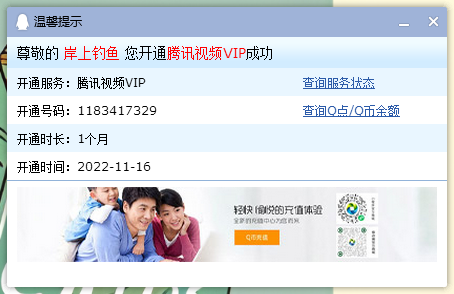 温馨提示
尊敬的 岸上钓鱼 您开通腾讯视频VIP成功
开通服务：腾讯视频VIP 查询服务状态
开通号码：1183417329 查询Q点/Q币余额
开通时长：1个月
开通时间：2022-11-16
轻快愉悦的充值体验
Q币充值